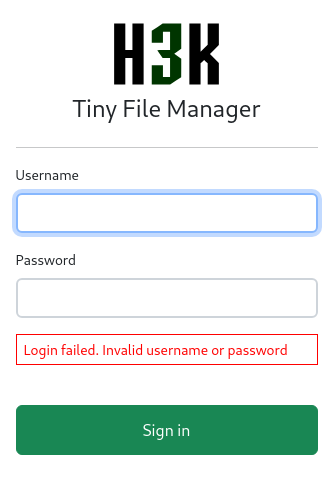 H3K
Tiny File Manager
Username
Password
Login failed. Invalid username or password
Sign in